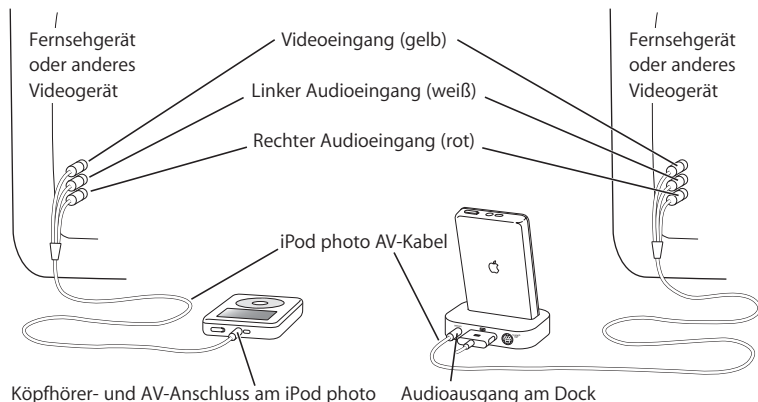 Fernsehgerät
oder anderes
Videogerät
Videoeingang (gelb)
Linker Audioeingang (weiß)
Rechter Audioeingang (rot)
Fernsehgerät
oder anderes
Videogerät
iPod photo AV-Kabel
Köpfhörer- und AV-Anschluss am iPod photo
Audioausgang am Dock